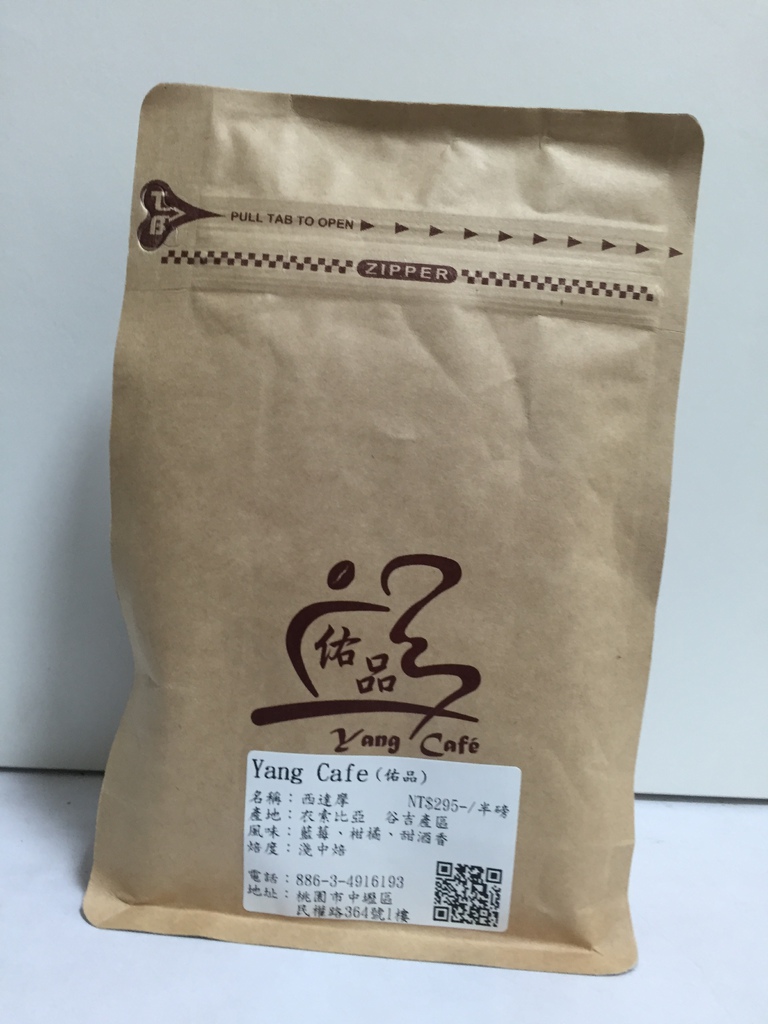 PULL TAB TO OPEN
ZIPPER
佑品
Yang Café
Yang Cafe(佑品)
名稱：西達摩 NT$295-/半磅
產地：衣索比亞 谷吉產區
風味：藍莓、柑橘、甜酒香
焙度：淺中焙
電話：886-3-4916193
地址：桃園市中壢區
民權路364號1樓